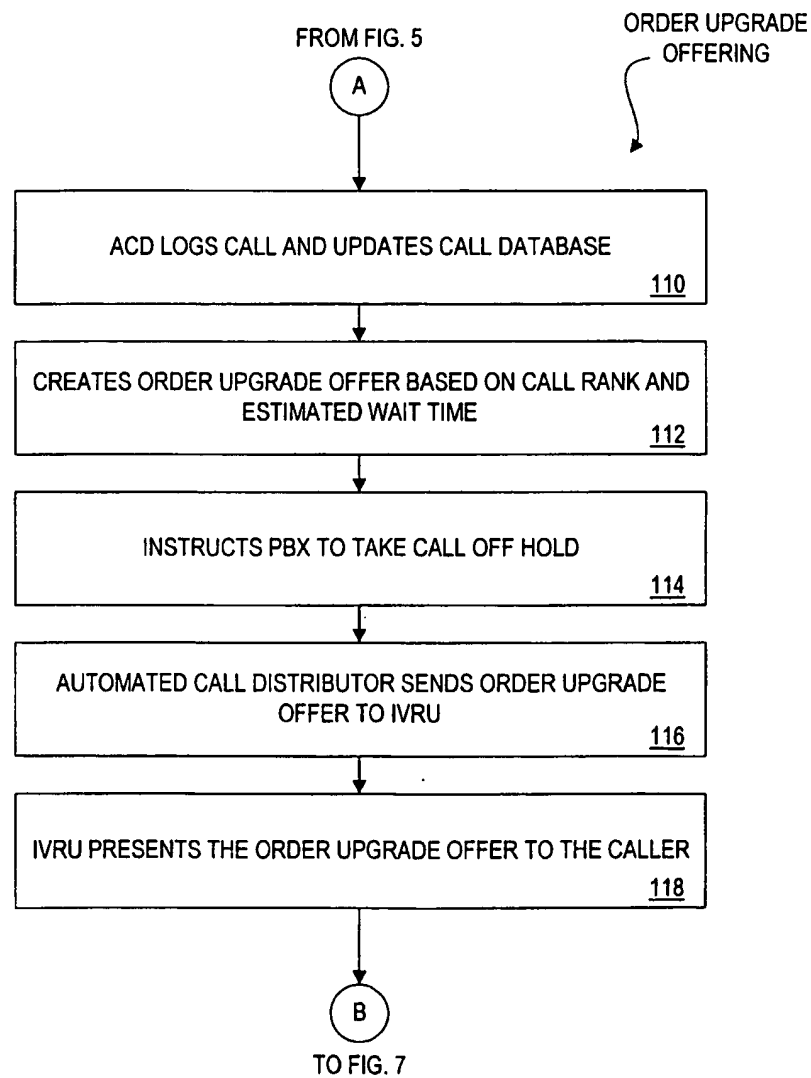 FROM FIG. 5
ORDER UPGRADE
OFFERING
A
ACD LOGS CALL AND UPDATES CALL DATABASE
110
CREATES ORDER UPGRADE OFFER BASED ON CALL RANK AND
ESTIMATED WAIT TIME
112
INSTRUCTS PBX TO TAKE CALL OFF HOLD
114
AUTOMATED CALL DISTRIBUTOR SENDS ORDER UPGRADE
OFFER TO IVRU
116
IVRU PRESENTS THE ORDER UPGRADE OFFER TO THE CALLER
118
B
TO FIG. 7